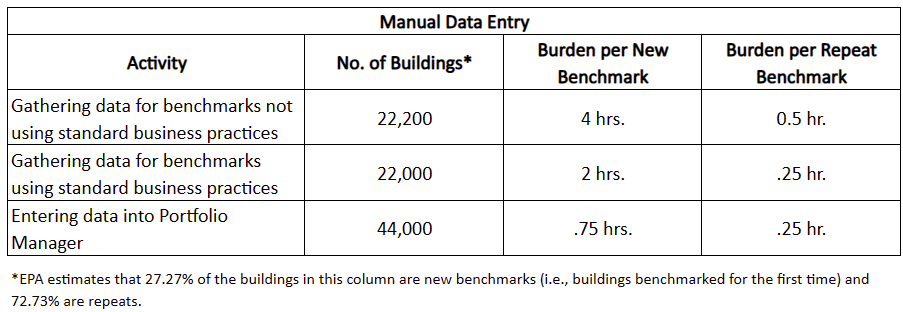 Manual Data Entry
Activity
No. of Buildings*
Burden per New
Benchmark
Burden per Repeat
Benchmark
Gathering data for benchmarks not
using standard business practices
22,200
4 hrs.
0.5 hr.
Gathering data for benchmarks
using standard business practices
22,000
2 hrs.
.25 hr.
Entering data into Portfolio
Manager
44,000
.75 hrs.
.25 hr.
*EPA estimates that 27.27% of the buildings in this column are new benchmarks (i.e., buildings benchmarked for the first time) and
72.73% are repeats.